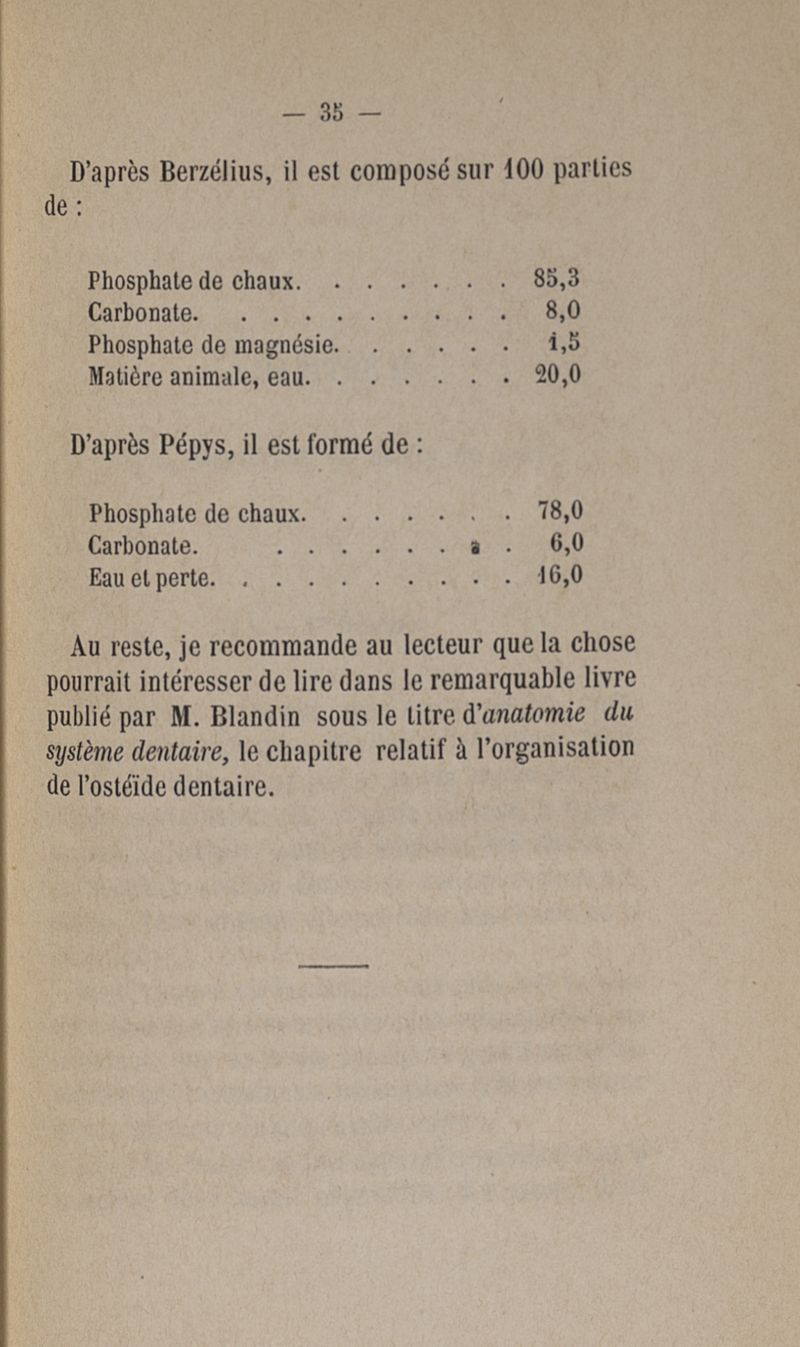 — 35 —
D'après Berzélius, il est composé sur 100 parties
de :
Phosphate de chaux. . . . . . . 85,3
Carbonate. . . . . . . . . . 8,0
Phosphate de magnésie. . . . . . 1,5
Matière animale, eau. . . . . . . 20,0
D'après Pépys, il est formé de :
Phosphate de chaux. . . . . . . 78,0
Carbonate. . . . . . . . . 6,0
Eau et perte. . . . . . . . . . 16,0
Au reste, je recommande au lecteur que la chose
pourrait intéresser de lire dans le remarquable livre
publié par M. Blandin sous le titre d'anatomie du
système dentaire, le chapitre relatif à l'organisation
de l'ostéïde dentaire.